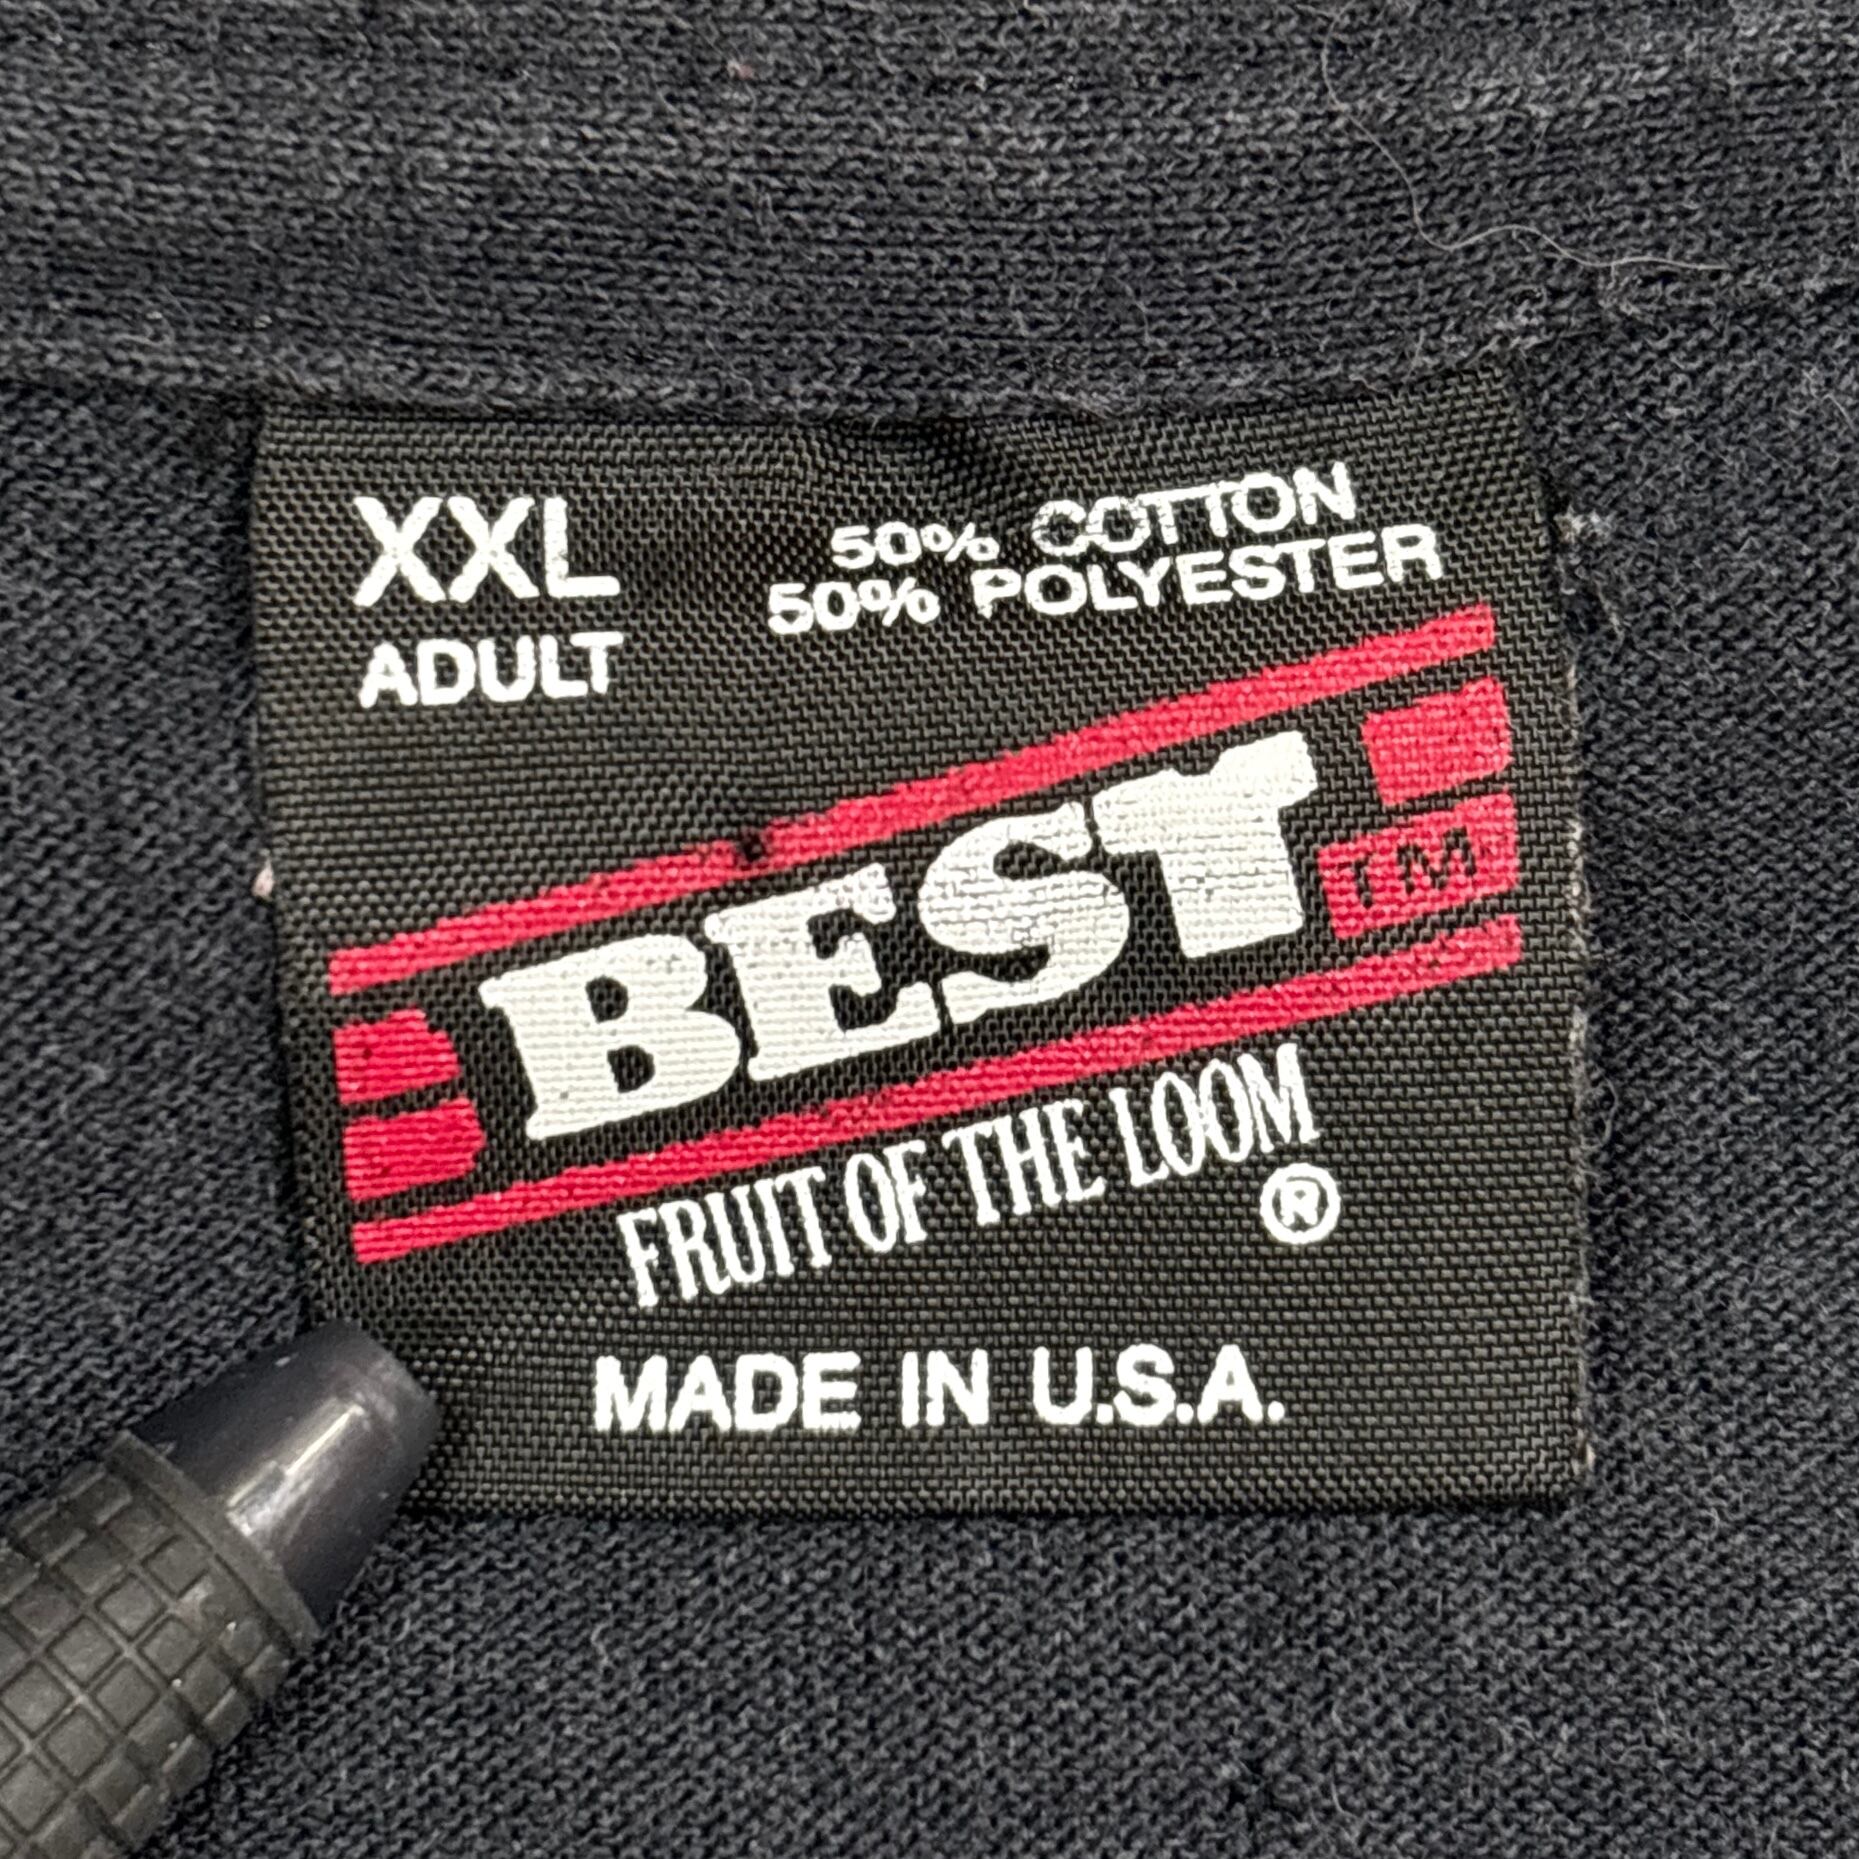 XXL
ADULT
50% COTTON
50% POLYESTER
BEST
TM
FRUIT OF THE LOOM
®
MADE IN U.S.A.